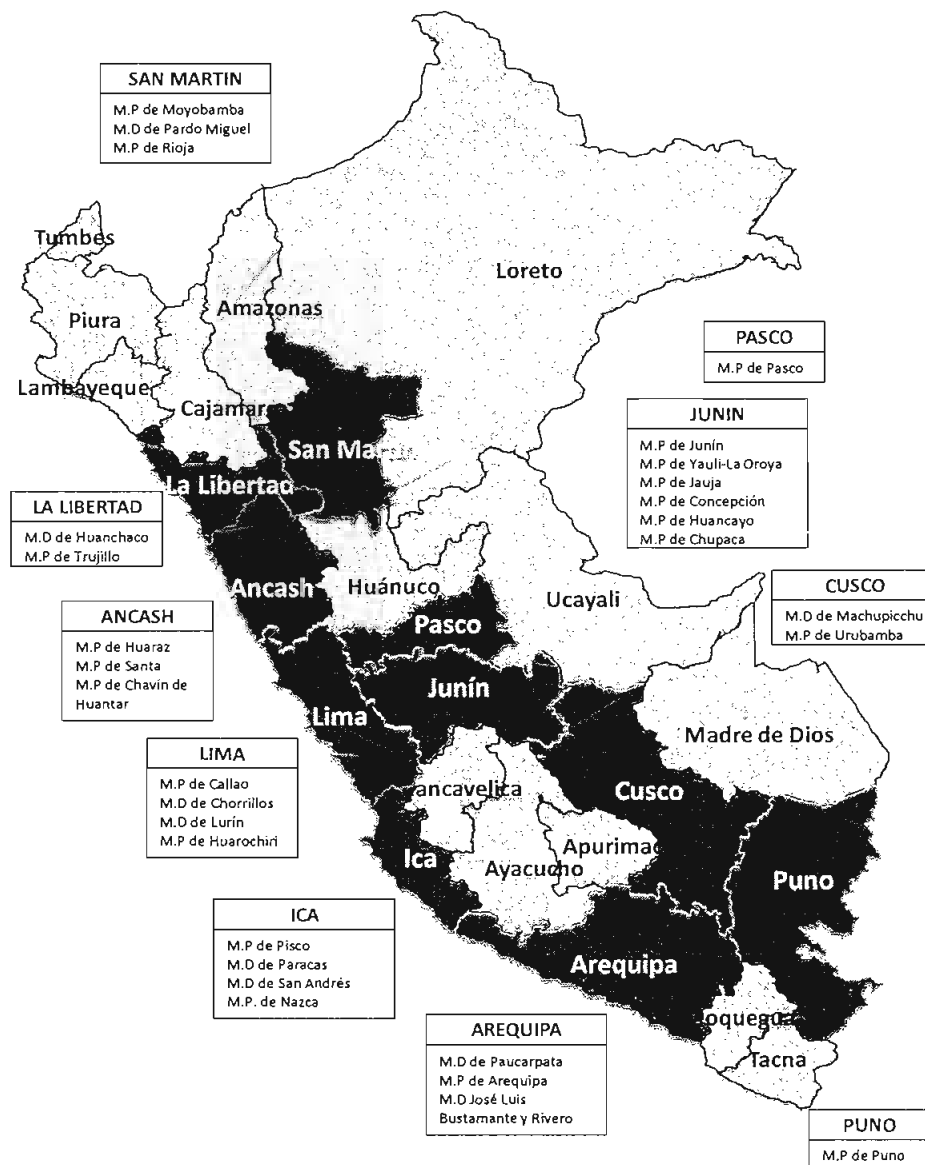 SAN MARTIN
M.P de Moyobamba
M.D de Pardo Miguel
M.P de Rioja
Tumbes
Loreto
Amazonas
Piura
PASCO
M.P de Pasco
Lambayeque
Cajamarca
JUNIN
M.P de Junín
M.P de Yauli-La Oroya
M.P de Jauja
M.P de Concepción
M.P de Huancayo
M.P de Chupaca
San Martin
La Libertad
LA LIBERTAD
M.D de Huanchaco
M.P de Trujillo
Ancash
Huánuco
Ucayali
CUSCO
M.D de Machupicchu
M.P de Urubamba
ANCASH
M.P de Huaraz
M.P de Santa
M.P de Chavín de
Huantar
Pasco
Junín
Lima
Madre de Dios
LIMA
M.P de Callao
M.D de Chorrillos
M.D de Lurín
M.P de Huarochiri
ancavelica
Cusco
Ica
Ayacucho
Apurimac
Puno
ICA
M.P de Pisco
M.D de Paracas
M.D de San Andrés
M.P. de Nazca
Arequipa
oquegua
Tacna
AREQUIPA
M.D de Paucarpata
M.P de Arequipa
M.D José Luis
Bustamante y Rivero
PUNO
M.P de Puno